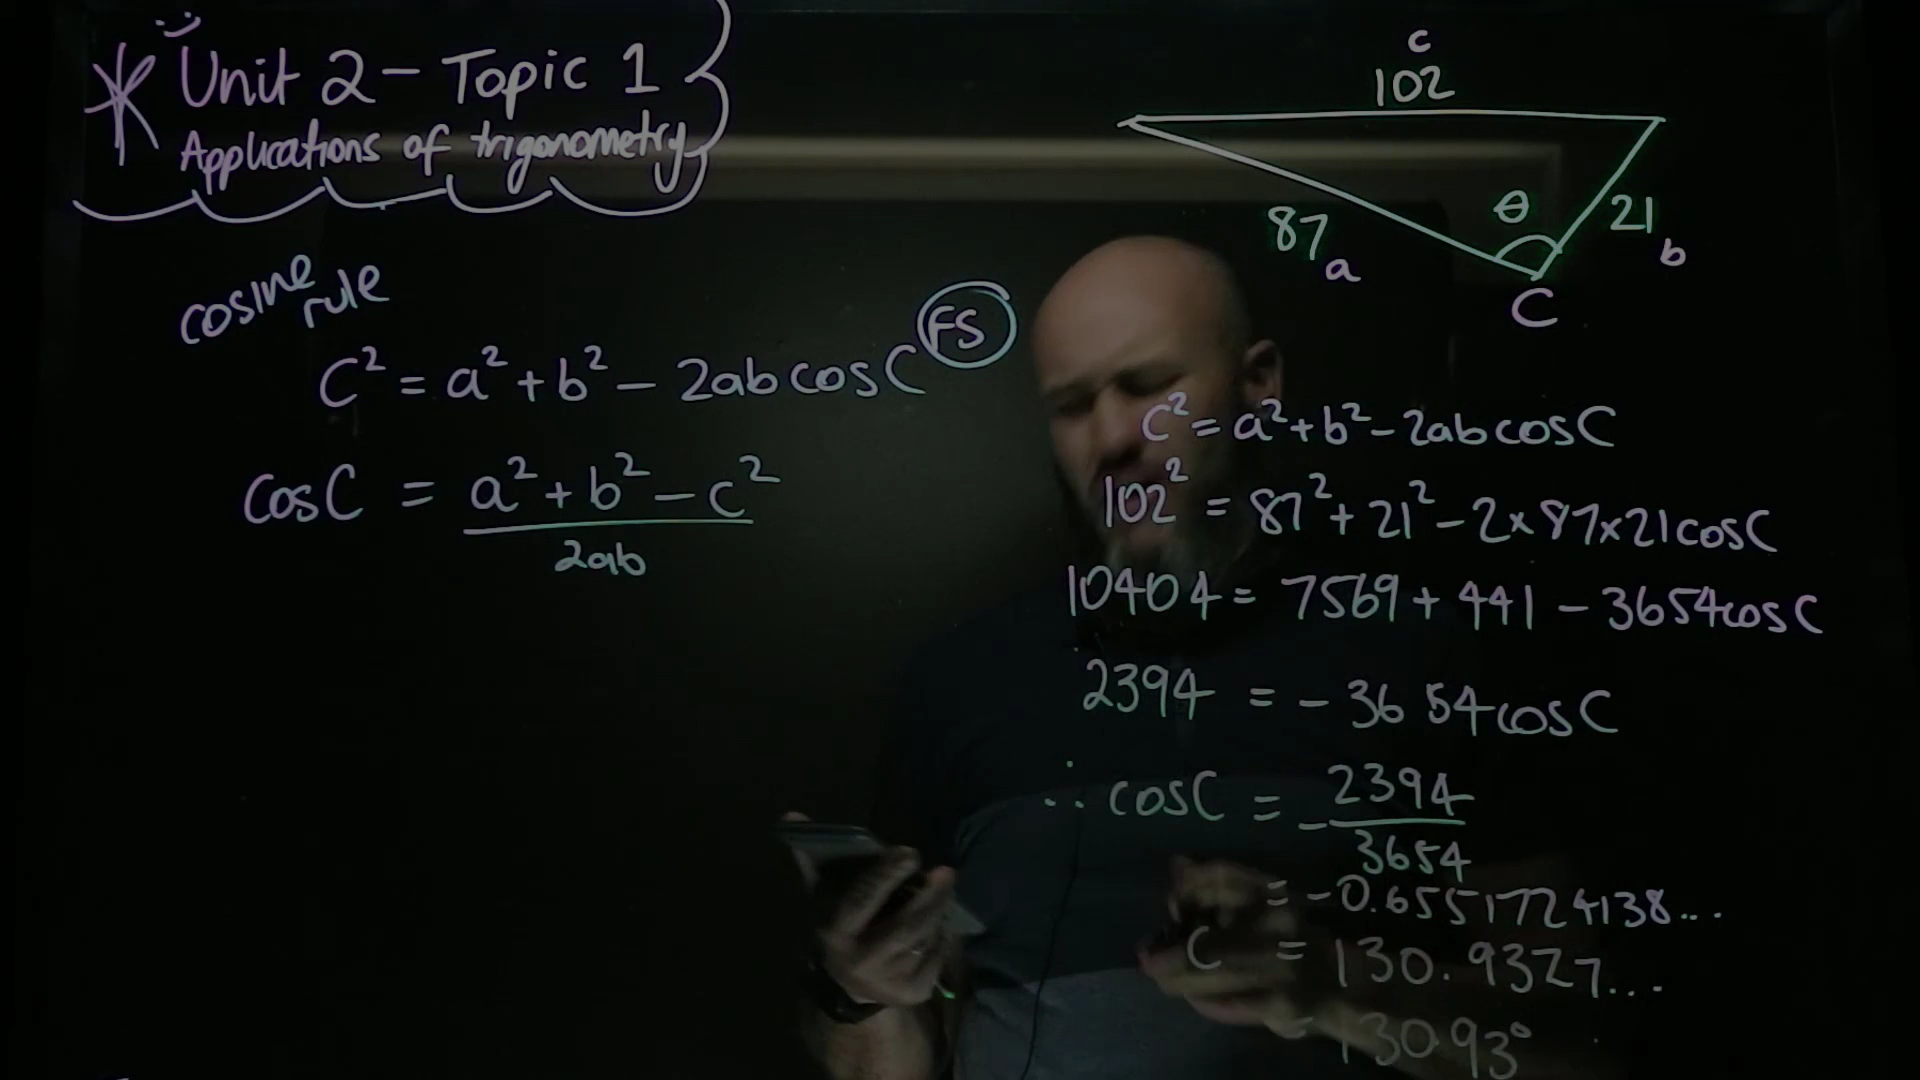 Unit 2 - Topic 1
Applications of trigonometry
c
102
θ
87
a
21
b
C
cosine rule
C² = a² + b² - 2ab cos C
FS
cos C = a² + b² - c²
2ab
c² = a² + b² - 2ab cos C
102² = 87² + 21² - 2×87×21 cos C
10404 = 7569 + 441 - 3654 cos C
2394 = - 3654 cos C
∴ cos C = - 2394
3654
= -0.65517724138...
C = 130.9327...
= 130.93°